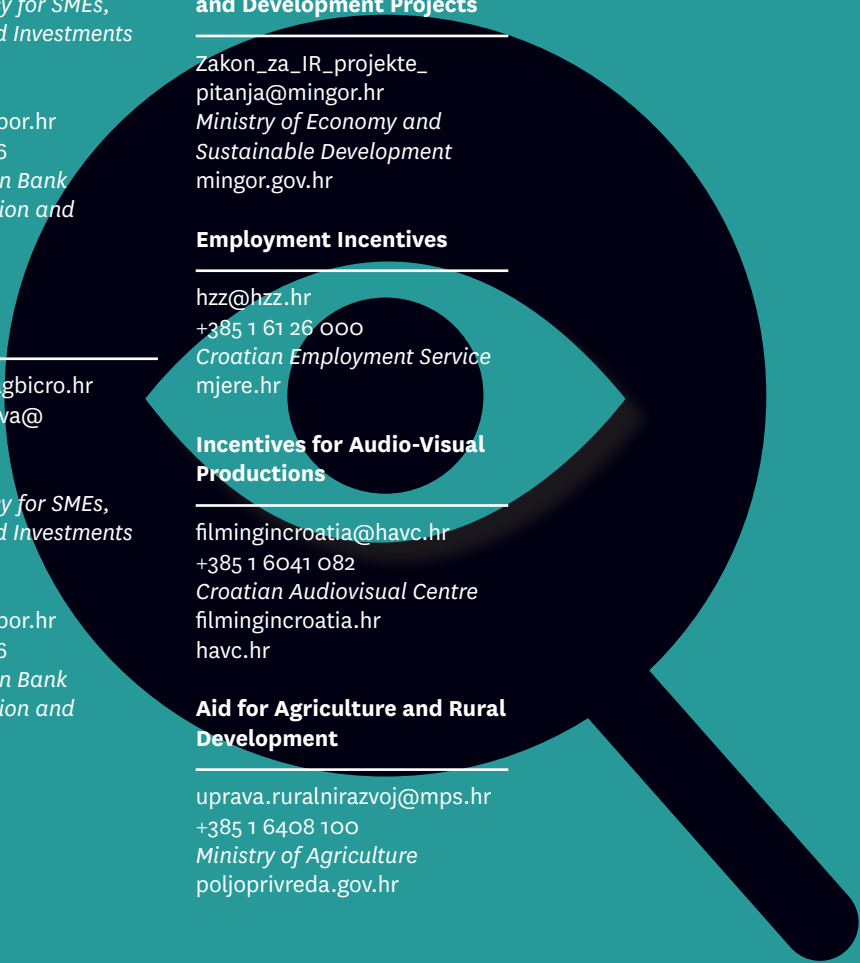 y for SMEs,
d Investments
bor.hr
6
n Bank
ion and
gbicro.hr
va@
y for SMEs,
d Investments
bor.hr
6
n Bank
ion and
and Development Projects
Zakon_za_IR_projekte_
pitanja@mingor.hr
Ministry of Economy and
Sustainable Development
mingor.gov.hr
Employment Incentives
hzz@hzz.hr
+385 1 61 26 000
Croatian Employment Service
mjere.hr
Incentives for Audio-Visual
Productions
filmingincroatia@havc.hr
+385 1 6041 082
Croatian Audiovisual Centre
filmingincroatia.hr
havc.hr
Aid for Agriculture and Rural
Development
uprava.ruralnirazvoj@mps.hr
+385 1 6408 100
Ministry of Agriculture
poljoprivreda.gov.hr